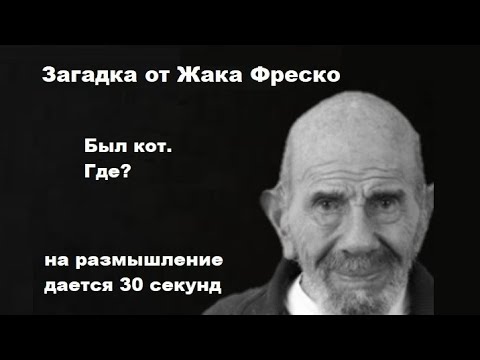 Загадка от Жака Фреско
Был кот.
Где?
на размышление
дается 30 секунд